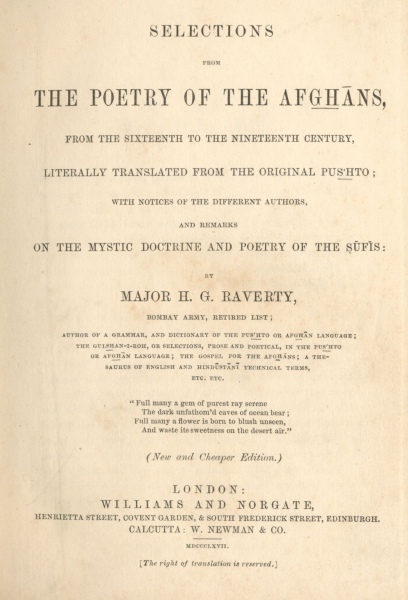 SELECTIONS
FROM
THE POETRY OF THE AFGHĀNS,
FROM THE SIXTEENTH TO THE NINETEENTH CENTURY,
LITERALLY TRANSLATED FROM THE ORIGINAL PUS'HTO;
WITH NOTICES OF THE DIFFERENT AUTHORS,
AND REMARKS
ON THE MYSTIC DOCTRINE AND POETRY OF THE ṢŪFĪS:
BY
MAJOR H. G. RAVERTY,
BOMBAY ARMY, RETIRED LIST;
AUTHOR OF A GRAMMAR, AND DICTIONARY OF THE PUS'HTO OR AFGHĀN LANGUAGE;
THE GULSHAN-I-ROH, OR SELECTIONS, PROSE AND POETICAL, IN THE PUS'HTO
OR AFGHĀN LANGUAGE; THE GOSPEL FOR THE AFGHĀNS; A THE-
SAURUS OF ENGLISH AND HINDŪSTĀNĪ TECHNICAL TERMS,
ETC. ETC.
"Full many a gem of purest ray serene
The dark unfathom'd caves of ocean bear;
Full many a flower is born to blush unseen,
And waste its sweetness on the desert air."
(New and Cheaper Edition.)
LONDON:
WILLIAMS AND NORGATE,
HENRIETTA STREET, COVENT GARDEN, & SOUTH FREDERICK STREET, EDINBURGH.
CALCUTTA: W. NEWMAN & CO.
MDCCCLXVII.
[The right of translation is reserved.]